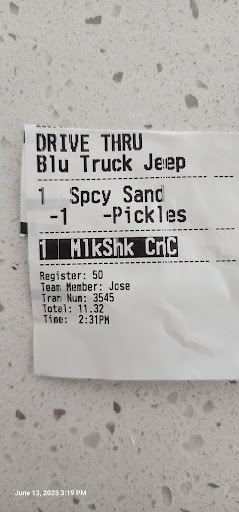 DRIVE THRU
Blu Truck Jeep
1 Spcy Sand
-1 -Pickles
1 MlkShk CnC
Register: 50
Team Member: Jose
Tran Num: 3545
Total: 11.32
Time: 2:31PM
June 13, 2025 3:19 PM